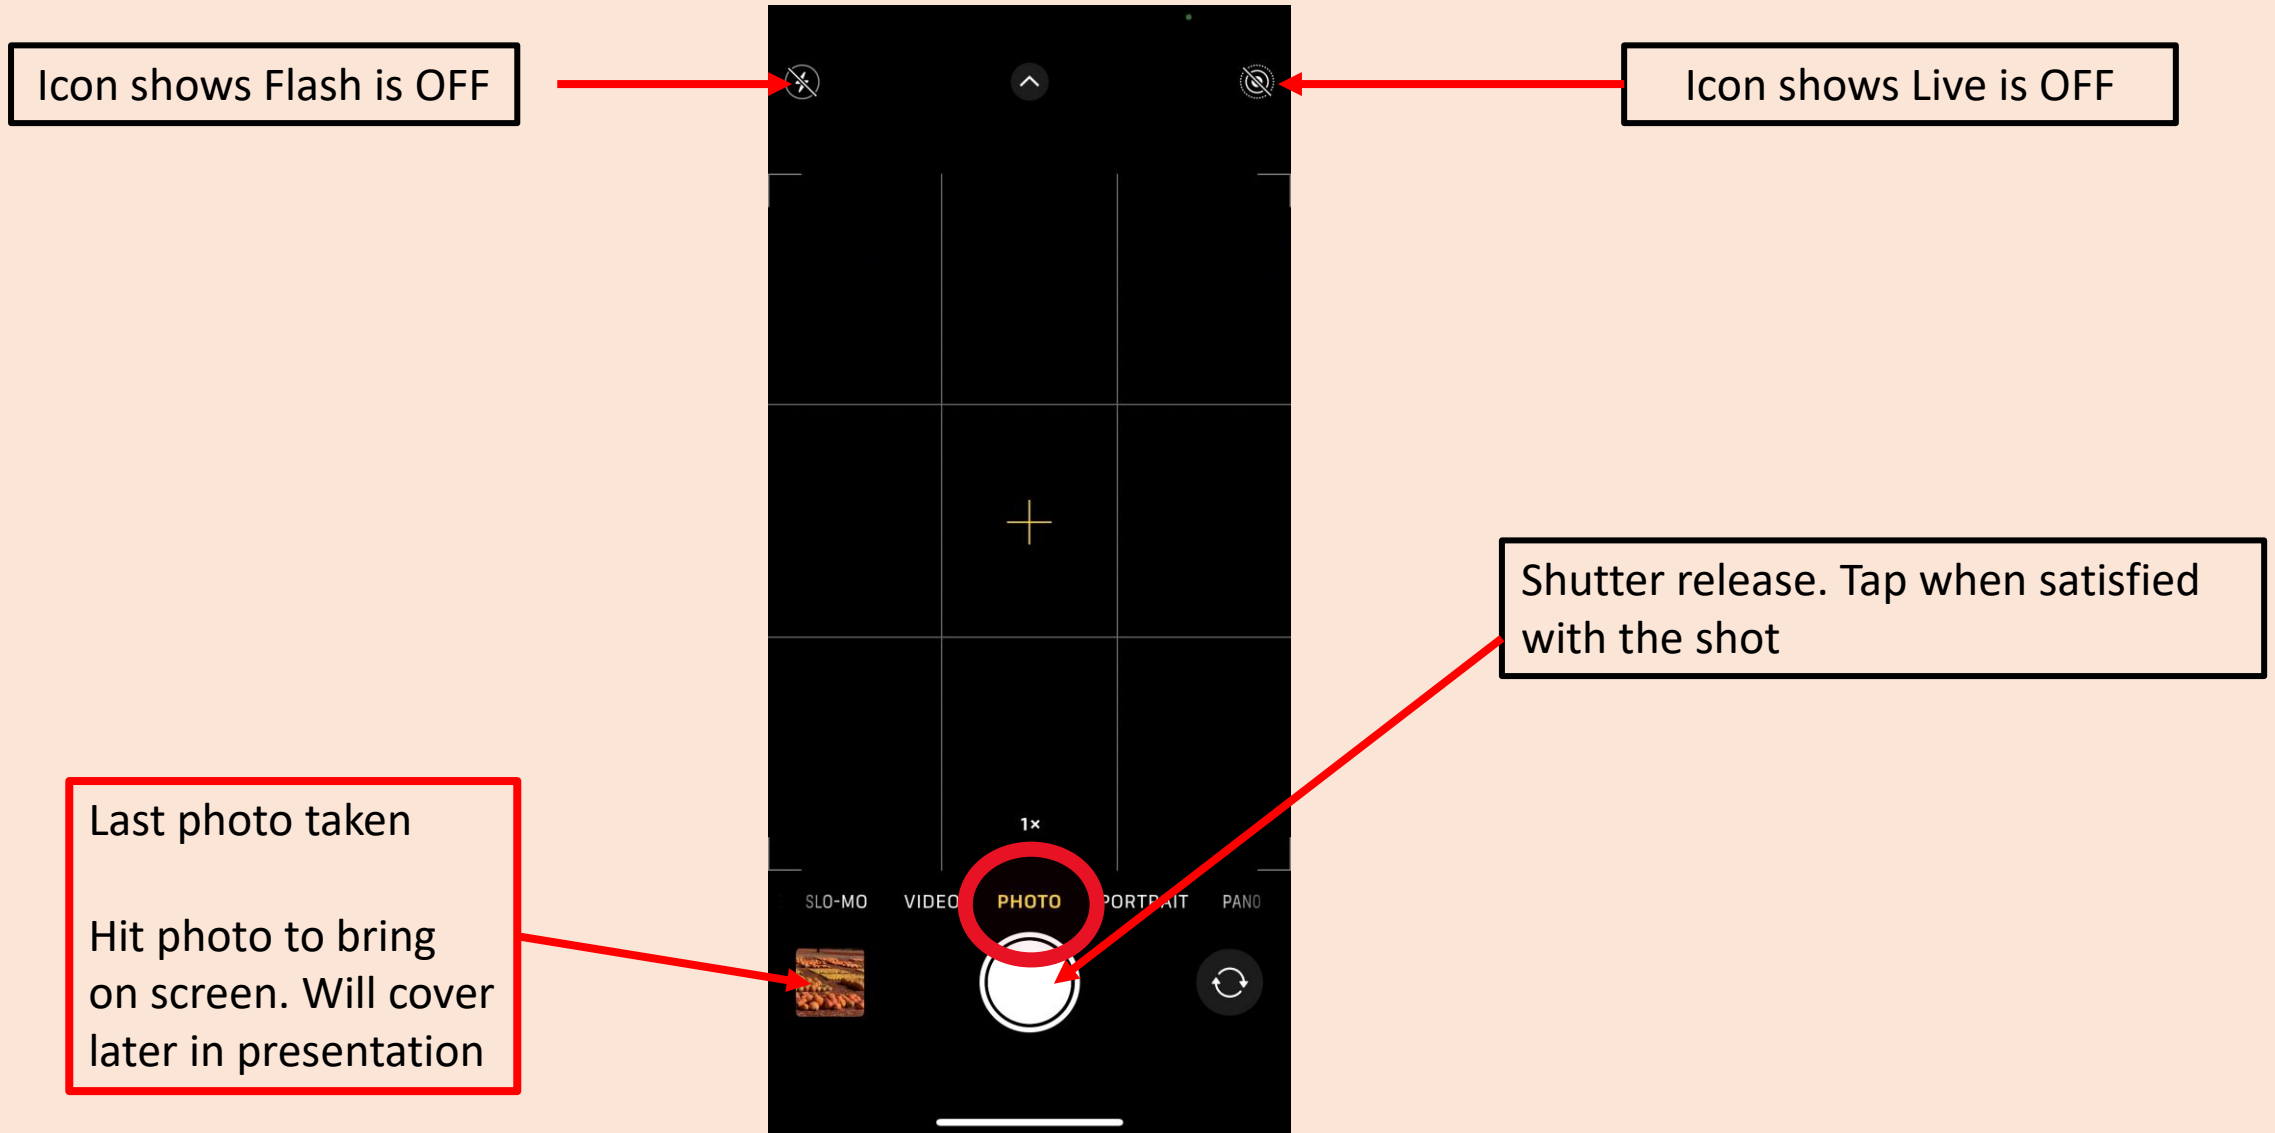 Icon shows Flash is OFF
Icon shows Live is OFF
Shutter release. Tap when satisfied
with the shot
1×
SLO-MO VIDEO PHOTO PORTRAIT PANO
Last photo taken
Hit photo to bring
on screen. Will cover
later in presentation